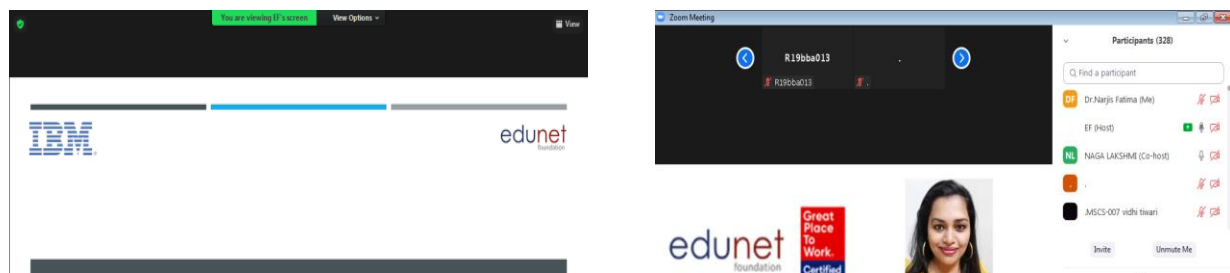 You are viewing EF's screen
View Options
View
IBM
edunet
foundation
Zoom Meeting
R19bba013
.
R19bba013
.
edunet
foundation
Great
Place
To
Work.
Certified
Participants (328)
Find a participant
DF Dr.Narjis Fatima (Me)
EF (Host)
NL NAGA LAKSHMI (Co-host)
. .
.MSCS-007 vidhi tiwari
Invite
Unmute Me